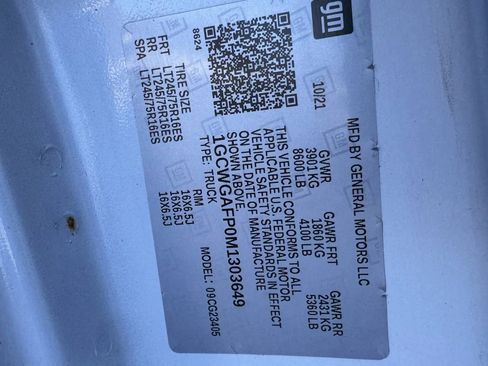 gm
MFD BY GENERAL MOTORS LLC
10/21
GVWR GAWR FRT GAWR RR
3901 KG 1860 KG 2431 KG
8600 LB 4100 LB 5360 LB
THIS VEHICLE CONFORMS TO ALL
APPLICABLE U.S. FEDERAL MOTOR
VEHICLE SAFETY STANDARDS IN EFFECT
ON THE DATE OF MANUFACTURE
SHOWN ABOVE.
1GCWGAFP0M1303649
TYPE: TRUCK MODEL: 09CG23405
8624
TIRE SIZE RIM
FRT LT245/75R16ES 16X6.5J
RR LT245/75R16ES 16X6.5J
SPA LT245/75R16ES 16X6.5J